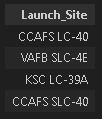 Launch_Site
CCAFS LC-40
VAFB SLC-4E
KSC LC-39A
CCAFS SLC-40